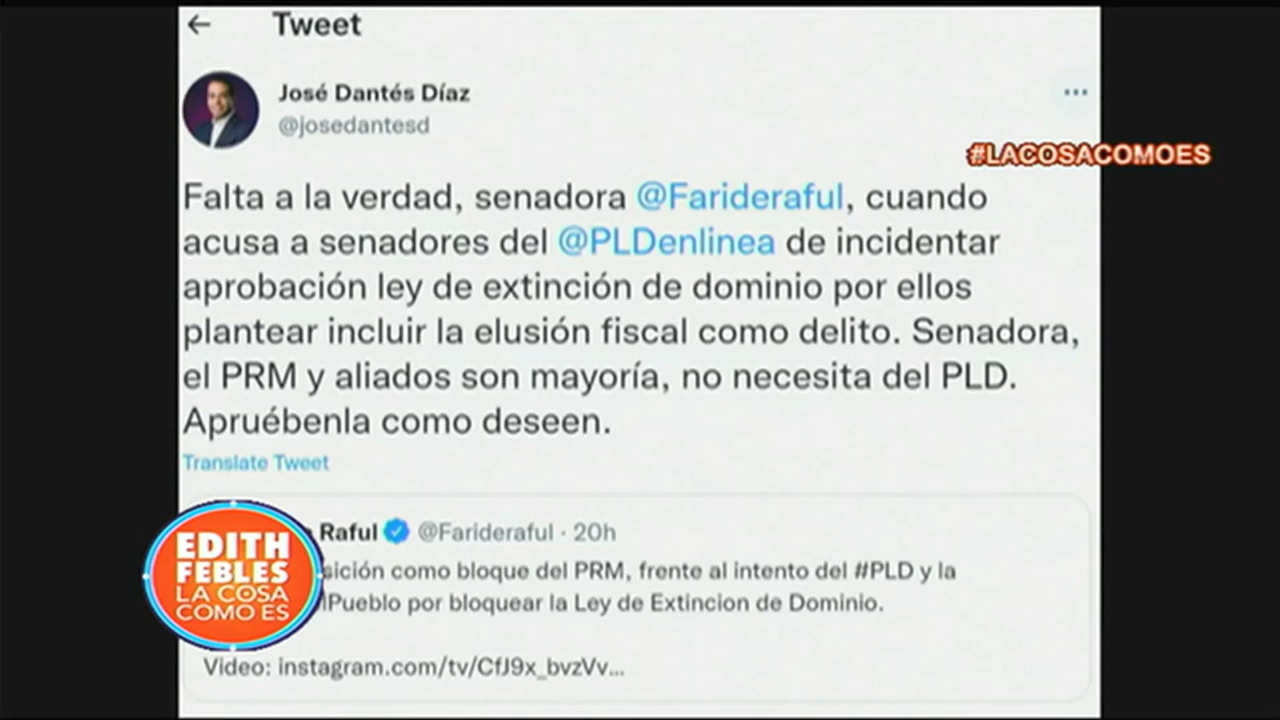 Tweet
José Dantés Díaz
@josedantesd
#LACOSACOMOES
Falta a la verdad, senadora @Farideraful, cuando
acusa a senadores del @PLDenlinea de incidentar
aprobación ley de extinción de dominio por ellos
plantear incluir la elusión fiscal como delito. Senadora,
el PRM y aliados son mayoría, no necesita del PLD.
Apruébenla como deseen.
Translate Tweet
Raful @Farideraful · 20h
sición como bloque del PRM, frente al intento del #PLD y la
lPueblo por bloquear la Ley de Extincion de Dominio.
Video: instagram.com/tv/CfJ9x_bvzVv...
EDITH
FEBLES
LA COSA
COMO ES